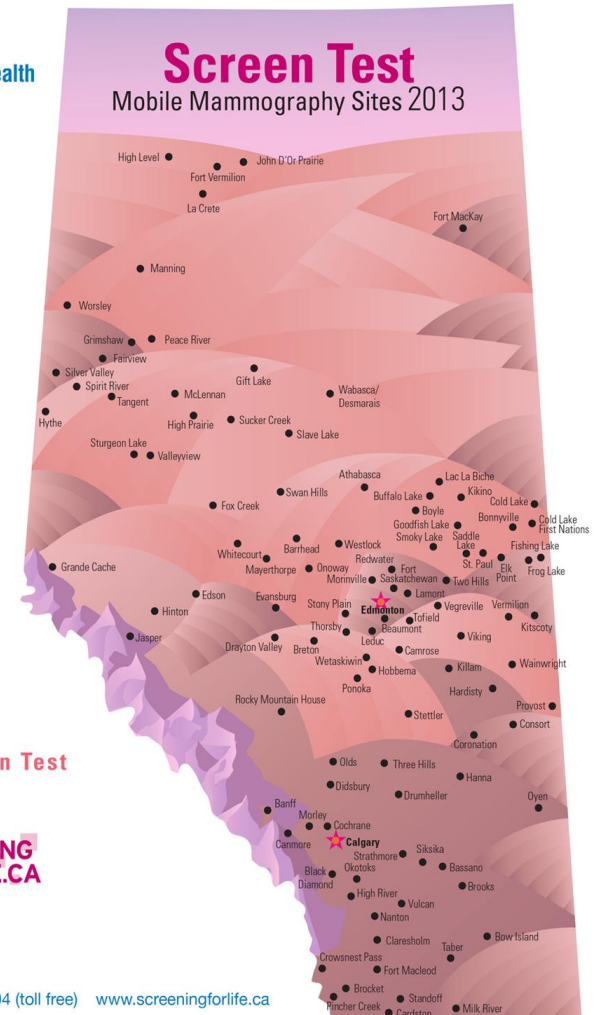 ealth
Screen Test
Mobile Mammography Sites 2013
High Level
John D'Or Prairie
Fort Vermilion
La Crete
Fort MacKay
Manning
Worsley
Grimshaw
Peace River
Fairview
Silver Valley
Gift Lake
Spirit River
Tangent
McLennan
Wabasca/
Desmarais
Hythe
High Prairie
Sucker Creek
Slave Lake
Sturgeon Lake
Valleyview
Athabasca
Lac La Biche
Swan Hills
Buffalo Lake
Kikino
Cold Lake
Fox Creek
Boyle
Bonnyville
Cold Lake
First Nations
Goodfish Lake
Smoky Lake
Saddle
Lake
Fishing Lake
Whitecourt
Barrhead
Westlock
Redwater
St. Paul
Elk
Point
Frog Lake
Mayerthorpe
Onoway
Morinville
Fort
Saskatchewan
Two Hills
Grande Cache
Lamont
Edson
Evansburg
Stony Plain
Edmonton
Vegreville
Vermilion
Hinton
Tofield
Kitscoty
Thorsby
Beaumont
Jasper
Leduc
Viking
Drayton Valley
Breton
Camrose
Wetaskiwin
Hobbema
Killam
Wainwright
Ponoka
Hardisty
Rocky Mountain House
Provost
Stettler
Consort
Coronation
n Test
Olds
Three Hills
Hanna
Didsbury
Drumheller
Oyen
Banff
Morley
Cochrane
Canmore
Calgary
NG
E.CA
Strathmore
Siksika
Black
Diamond
Okotoks
Bassano
High River
Brooks
Vulcan
Nanton
Claresholm
Bow Island
Taber
Crowsnest Pass
Fort Macleod
Brocket
Pincher Creek
Standoff
Cardston
Milk River
04 (toll free) www.screeningforlife.ca